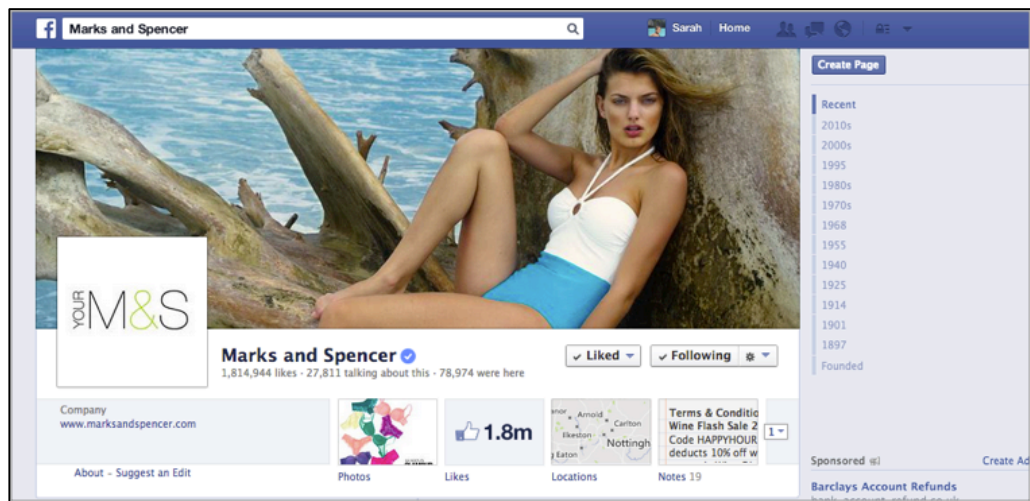 Marks and Spencer
Sarah Home
Create Page
Recent
2010s
2000s
1995
1980s
1970s
1968
1955
1940
1925
1914
1901
1897
Founded
YOUR M&S
Marks and Spencer
Liked
Following
1,814,944 likes · 27,811 talking about this · 78,974 were here
Company
www.marksandspencer.com
About – Suggest an Edit
Photos
1.8m
Likes
Arnold
Carlton
Ilkeston
Nottingh
Eaton
Locations
Terms & Conditio
Wine Flash Sale 2
Code HAPPYHOUR
deducts 10% off w
Notes 19
1
Sponsored
Create Ad
Barclays Account Refunds